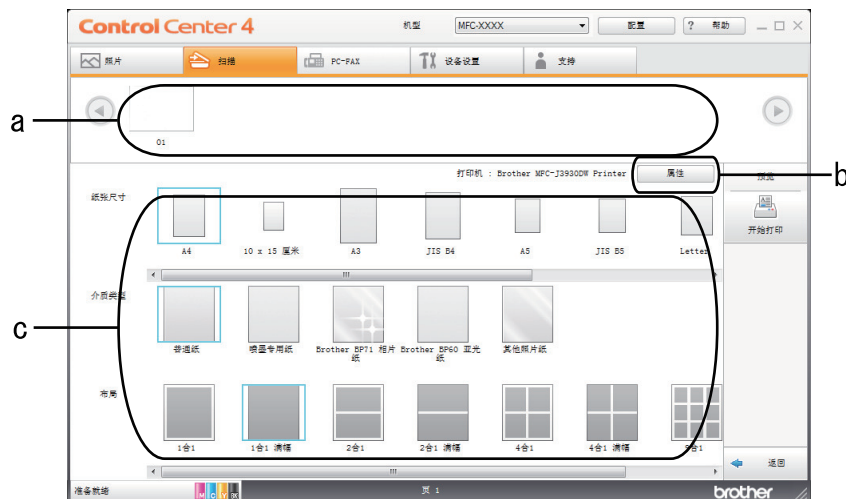 Control Center 4
机型
MFC-XXXX
配置
? 帮助
照片
扫描
PC-FAX
设备设置
支持
a
01
打印机 : Brother MFC-J3930DW Printer
属性
b
预览
纸张尺寸
开始打印
A4
10 x 15 厘米
A3
JIS B4
A5
JIS B5
Letter
介质类型
c
普通纸
喷墨专用纸
Brother BP71 相片纸
Brother BP60 亚光纸
其他照片纸
布局
1合1
1合1 满幅
2合1
2合1 满幅
4合1
4合1 满幅
9合1
返回
准备就绪
M C Y BK
页 1
brother